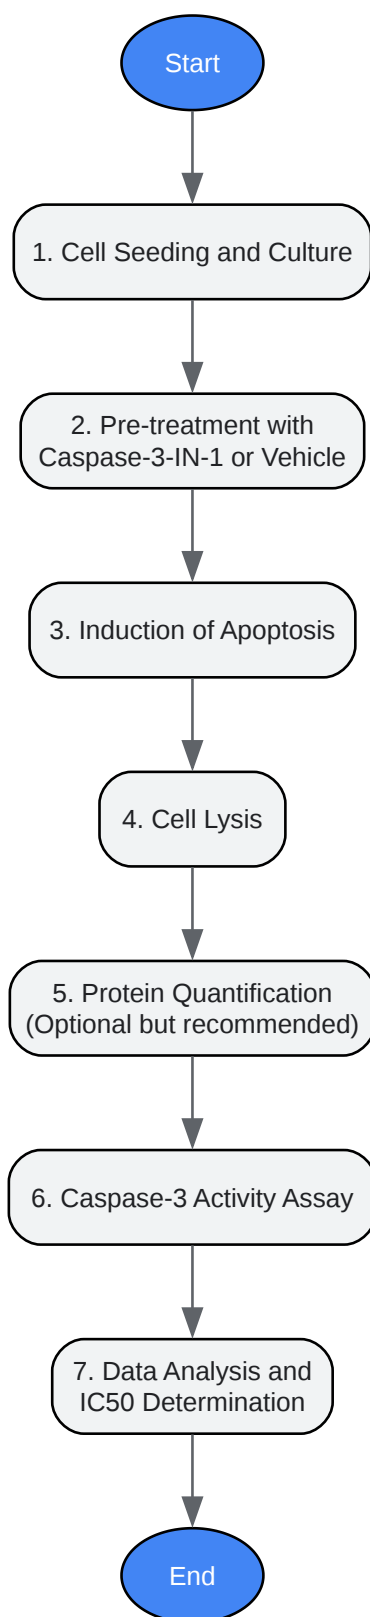 Start
1. Cell Seeding and Culture
2. Pre-treatment with
Caspase-3-IN-1 or Vehicle
3. Induction of Apoptosis
4. Cell Lysis
5. Protein Quantification
(Optional but recommended)
6. Caspase-3 Activity Assay
7. Data Analysis and
IC50 Determination
End